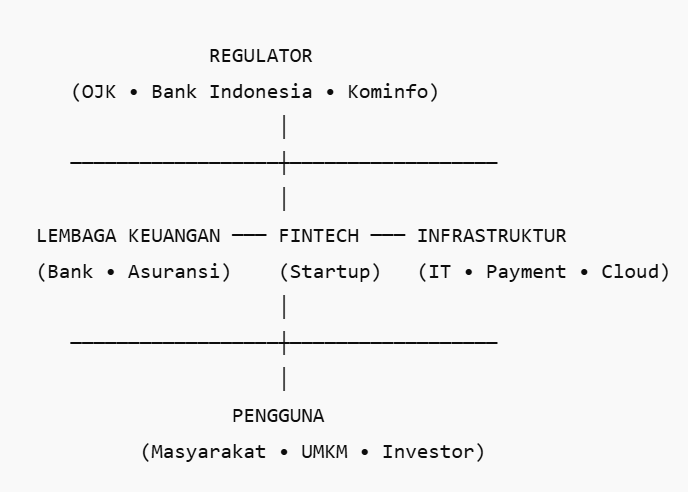 REGULATOR
(OJK • Bank Indonesia • Kominfo)
LEMBAGA KEUANGAN ─── FINTECH ─── INFRASTRUKTUR
(Bank • Asuransi) (Startup) (IT • Payment • Cloud)
PENGGUNA
(Masyarakat • UMKM • Investor)